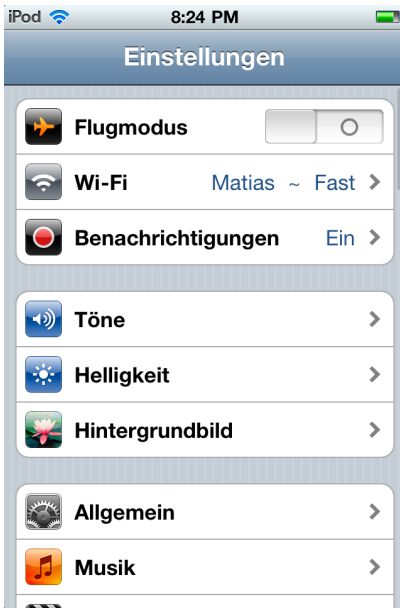 iPod 8:24 PM
Einstellungen
Flugmodus
Wi-Fi Matias ~ Fast
Benachrichtigungen Ein
Töne
Helligkeit
Hintergrundbild
Allgemein
Musik